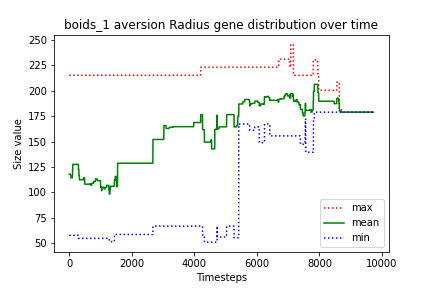 boids_1 aversion Radius gene distribution over time
Size value
250
225
200
175
150
125
100
75
50
0
2000
4000
6000
8000
10000
Timesteps
max
mean
min